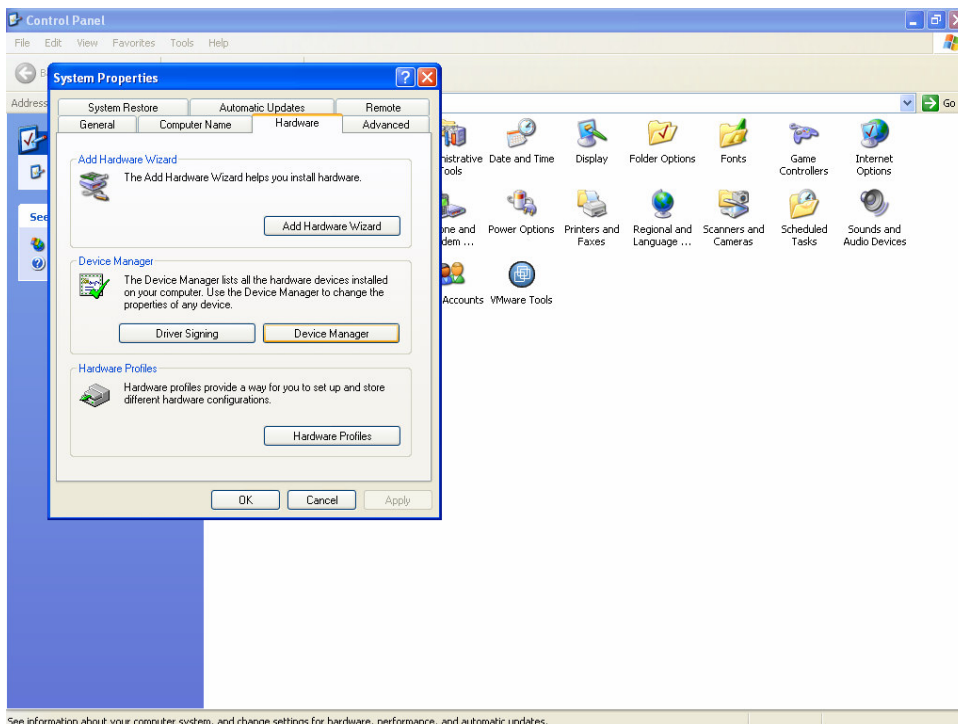 Control Panel
File Edit View Favorites Tools Help
Address
Go
System Properties
System Restore Automatic Updates Remote
General Computer Name Hardware Advanced
Add Hardware Wizard
The Add Hardware Wizard helps you install hardware.
Add Hardware Wizard
Device Manager
The Device Manager lists all the hardware devices installed
on your computer. Use the Device Manager to change the
properties of any device.
Driver Signing Device Manager
Hardware Profiles
Hardware profiles provide a way for you to set up and store
different hardware configurations.
Hardware Profiles
OK Cancel Apply
See
Date and Time Display Folder Options Fonts Game Internet
Tools Controllers Options
and Power Options Printers and Regional and Scanners and Scheduled Sounds and
Faxes Language ... Cameras Tasks Audio Devices
Accounts VMware Tools
See information about your computer system, and change settings for hardware, performance, and automatic updates.